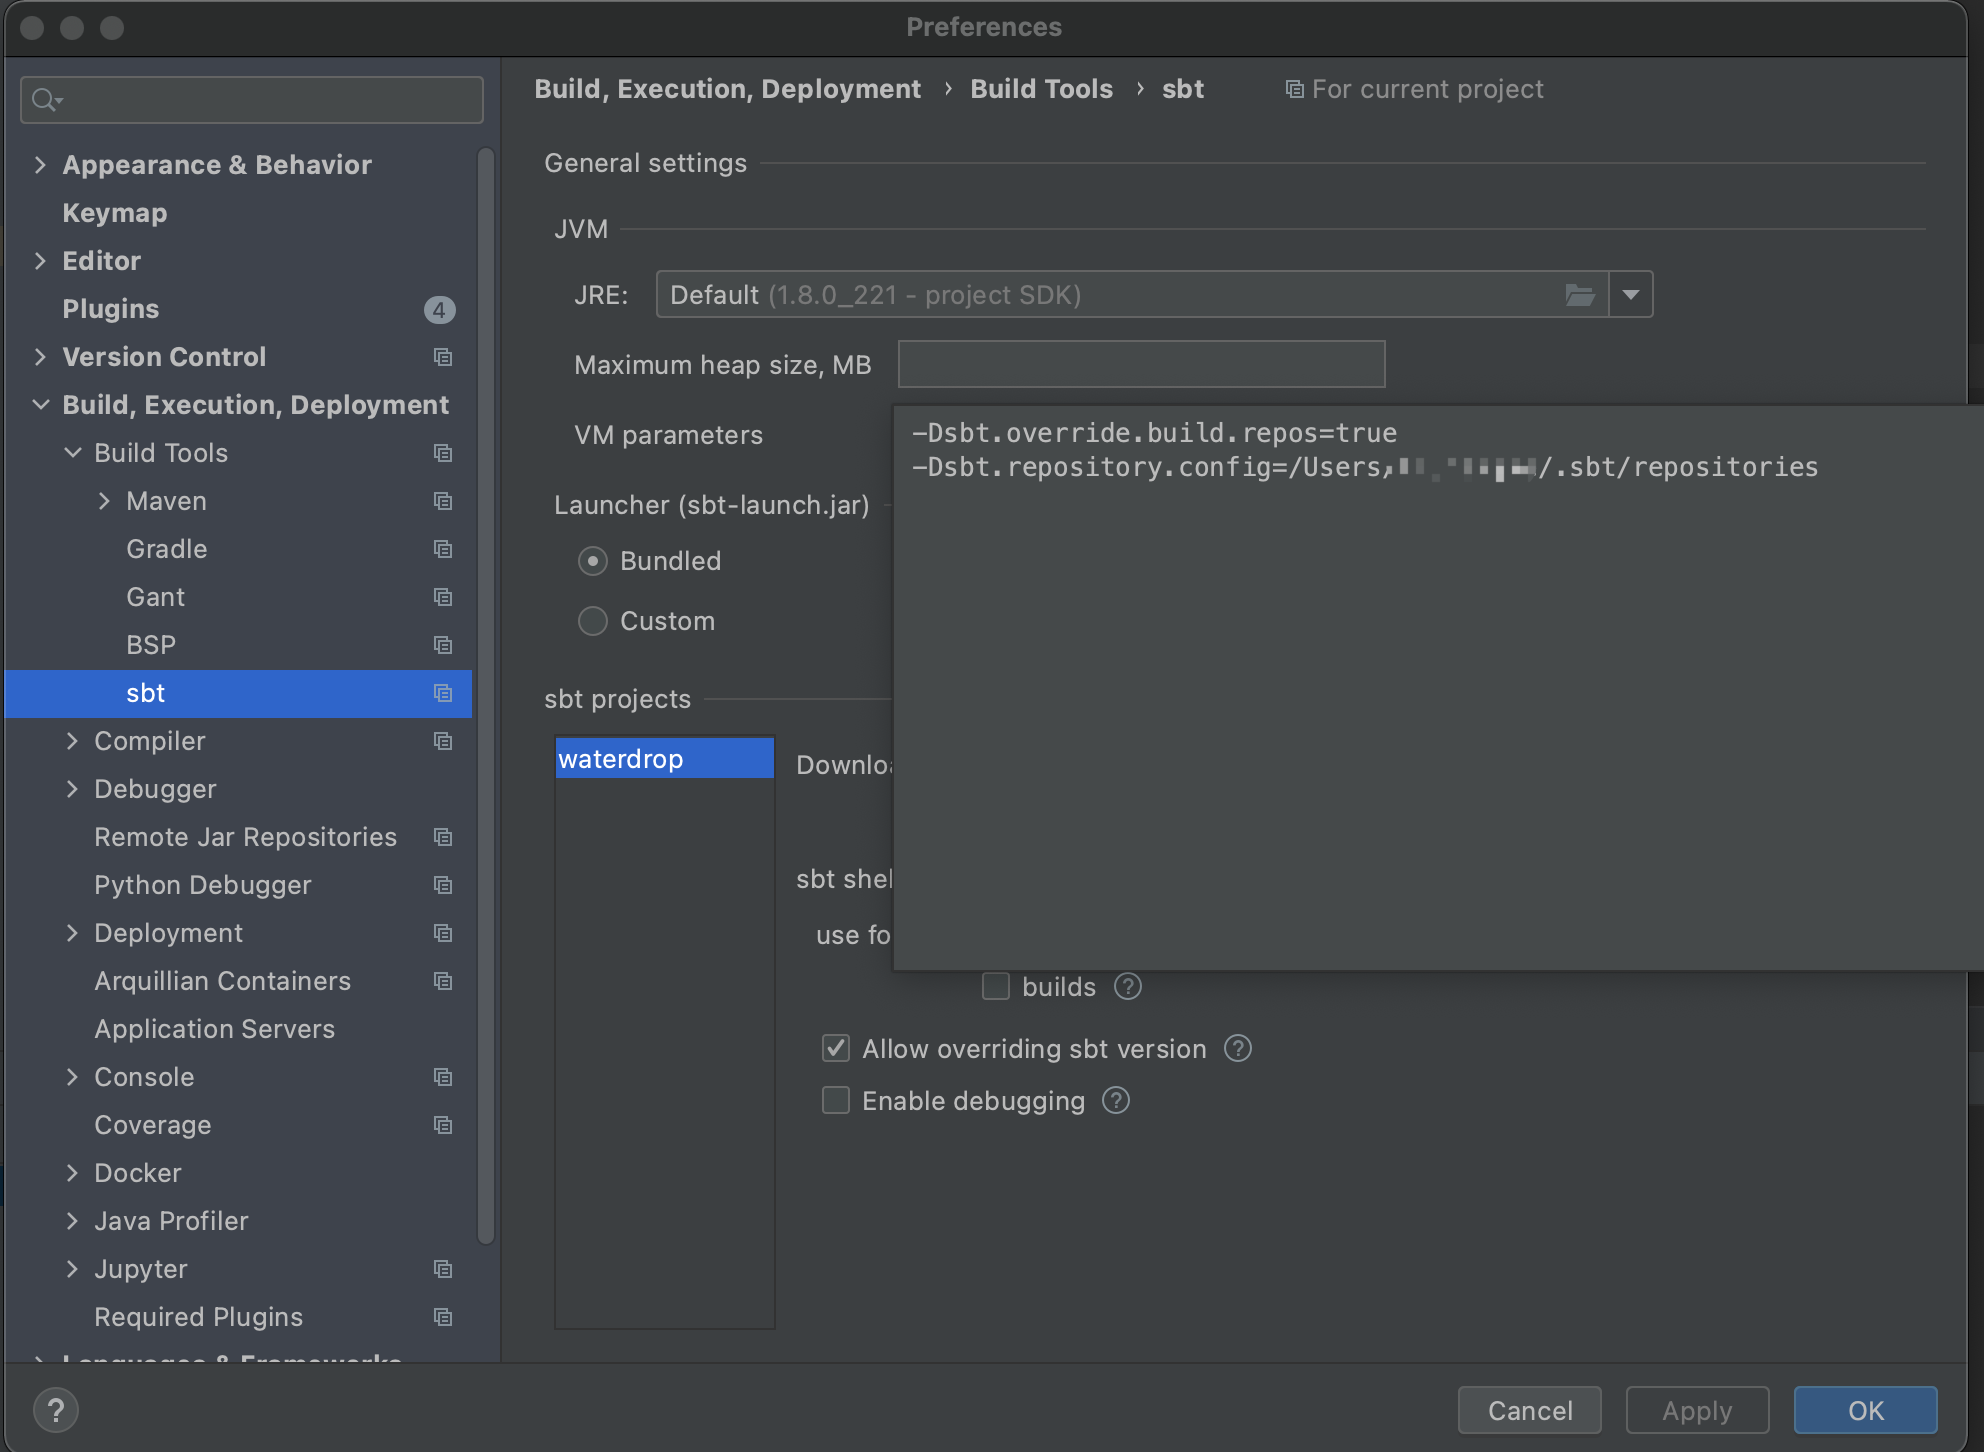 Preferences
Build, Execution, Deployment › Build Tools › sbt For current project
Appearance & Behavior
Keymap
Editor
Plugins 4
Version Control
Build, Execution, Deployment
Build Tools
Maven
Gradle
Gant
BSP
sbt
Compiler
Debugger
Remote Jar Repositories
Python Debugger
Deployment
Arquillian Containers
Application Servers
Console
Coverage
Docker
Java Profiler
Jupyter
Required Plugins
Languages & Frameworks
General settings
JVM
JRE: Default (1.8.0_221 - project SDK)
Maximum heap size, MB
VM parameters
-Dsbt.override.build.repos=true
-Dsbt.repository.config=/Users/ /.sbt/repositories
Launcher (sbt-launch.jar)
Bundled
Custom
sbt projects
waterdrop
Downloa
sbt shel
use fo
builds ?
Allow overriding sbt version ?
Enable debugging ?
? Cancel Apply OK